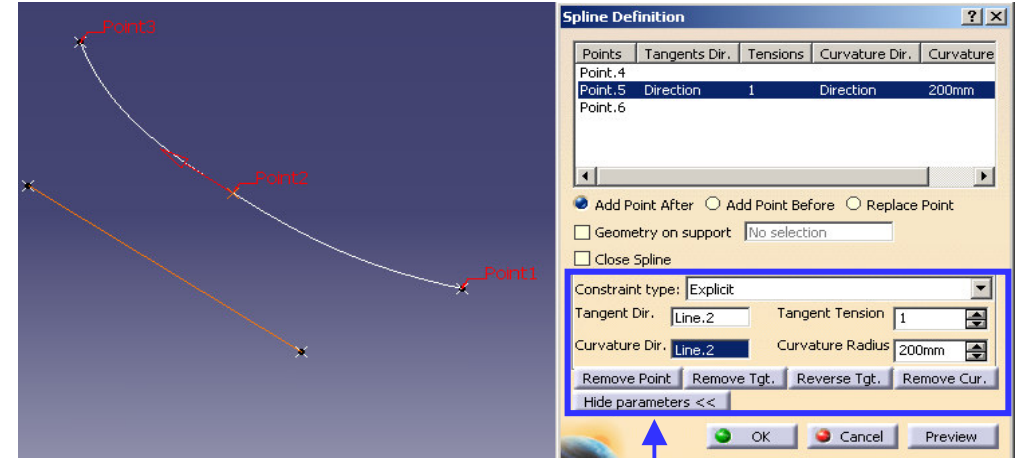 Point3
Point2
Point1
Spline Definition
Points Tangents Dir. Tensions Curvature Dir. Curvature
Point.4
Point.5 Direction 1 Direction 200mm
Point.6
Add Point After Add Point Before Replace Point
Geometry on support No selection
Close Spline
Constraint type: Explicit
Tangent Dir. Line.2 Tangent Tension 1
Curvature Dir. Line.2 Curvature Radius 200mm
Remove Point Remove Tgt. Reverse Tgt. Remove Cur.
Hide parameters <<
OK Cancel Preview